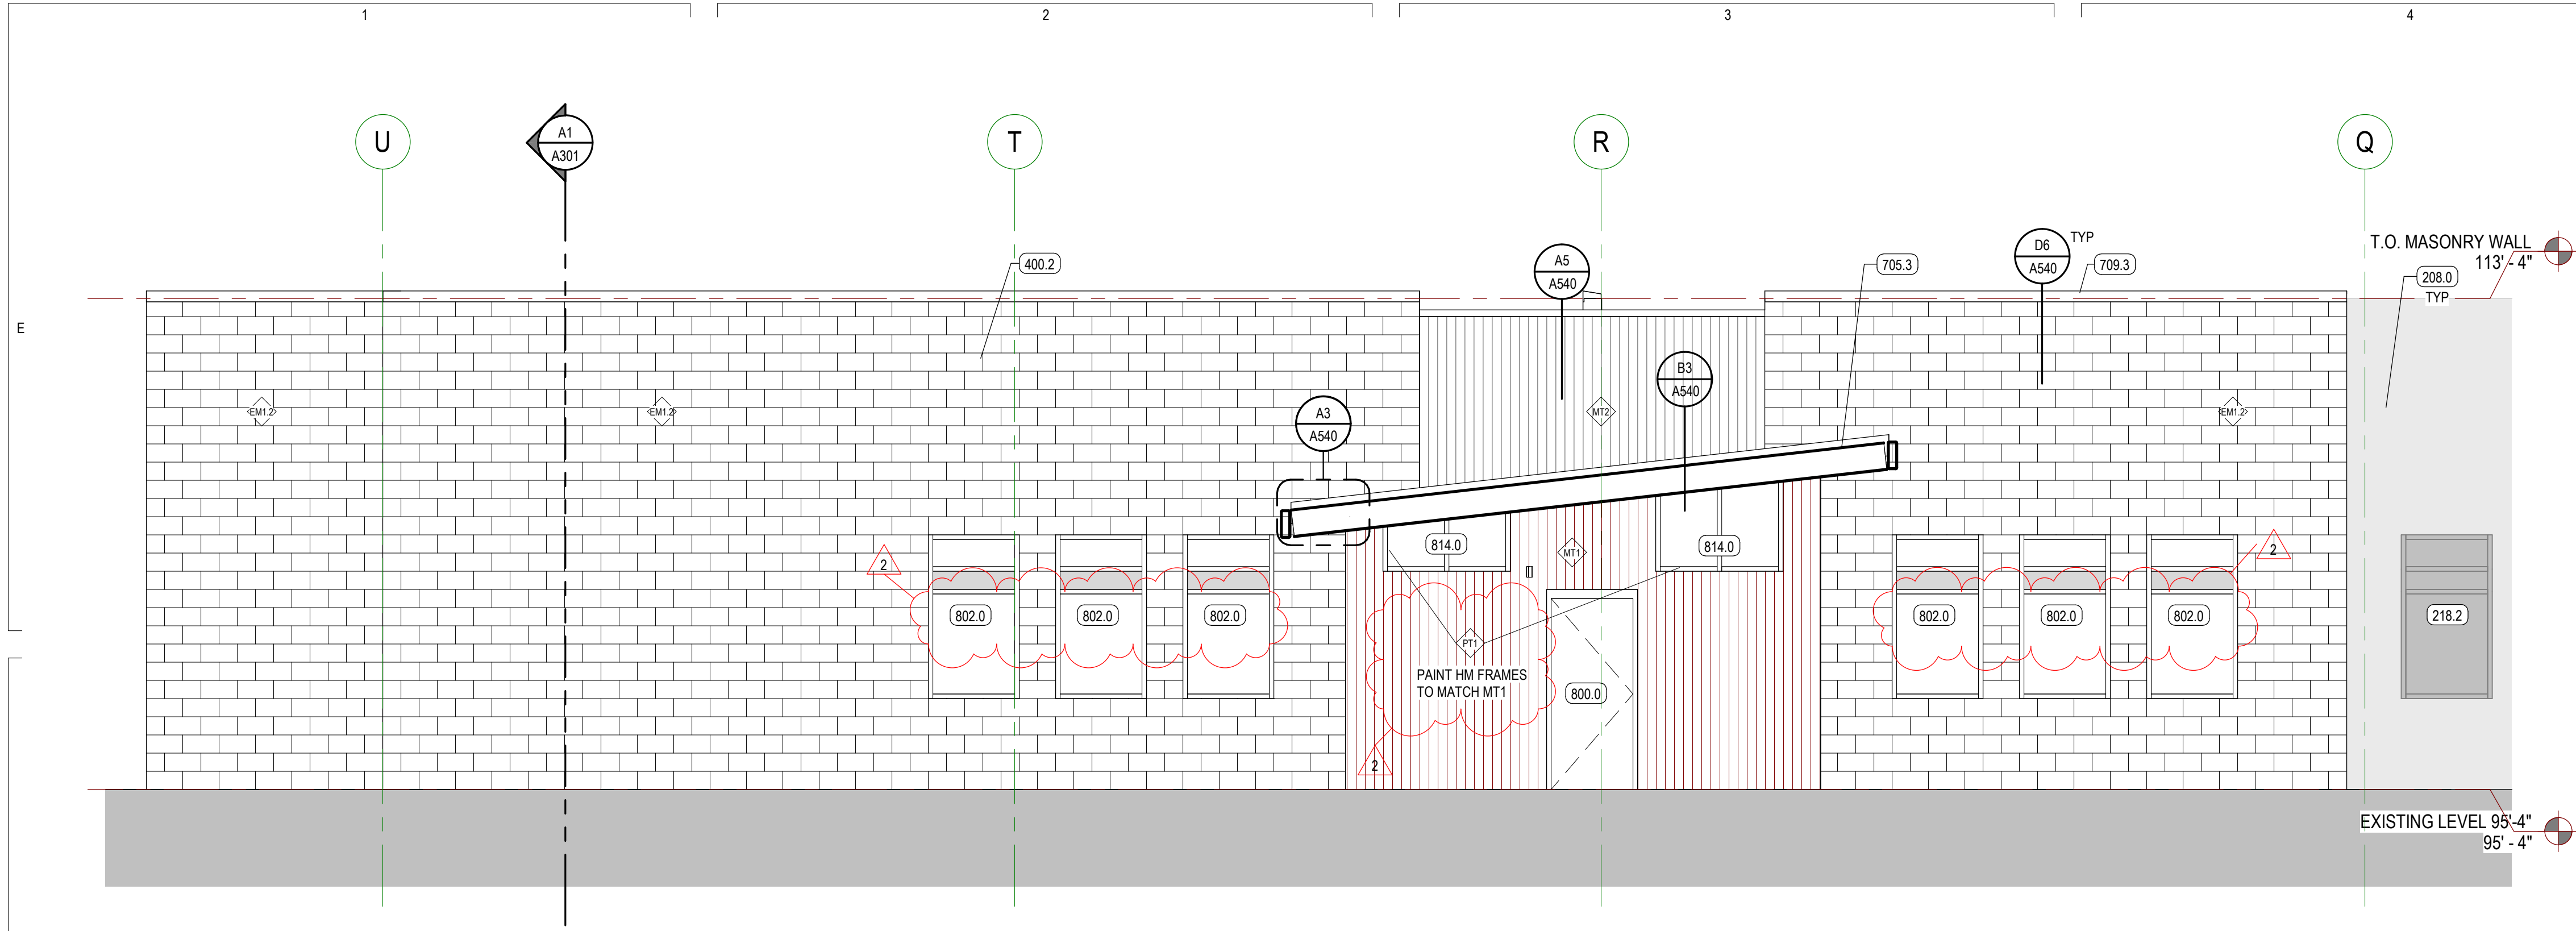 1
2
3
4
E
U
A1
A301
T
R
Q
A5
A540
D6
A540
TYP
T.O. MASONRY WALL
113' - 4"
400.2
705.3
709.3
208.0
TYP
B3
A540
A3
A540
EM1.2
EM1.2
MT2
EM1.2
814.0
MT1
814.0
2
2
802.0
802.0
802.0
802.0
802.0
802.0
218.2
PT1
PAINT HM FRAMES
TO MATCH MT1
800.0
2
EXISTING LEVEL 95'-4"
95' - 4"